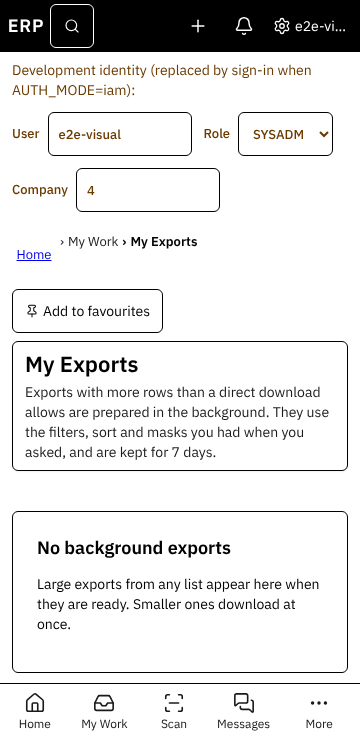 ERP
e2e-vi...
Development identity (replaced by sign-in when
AUTH_MODE=iam):
User e2e-visual Role SYSADM
Company 4
Home › My Work › My Exports
Add to favourites
My Exports
Exports with more rows than a direct download
allows are prepared in the background. They use
the filters, sort and masks you had when you
asked, and are kept for 7 days.
No background exports
Large exports from any list appear here when
they are ready. Smaller ones download at
once.
Home My Work Scan Messages More